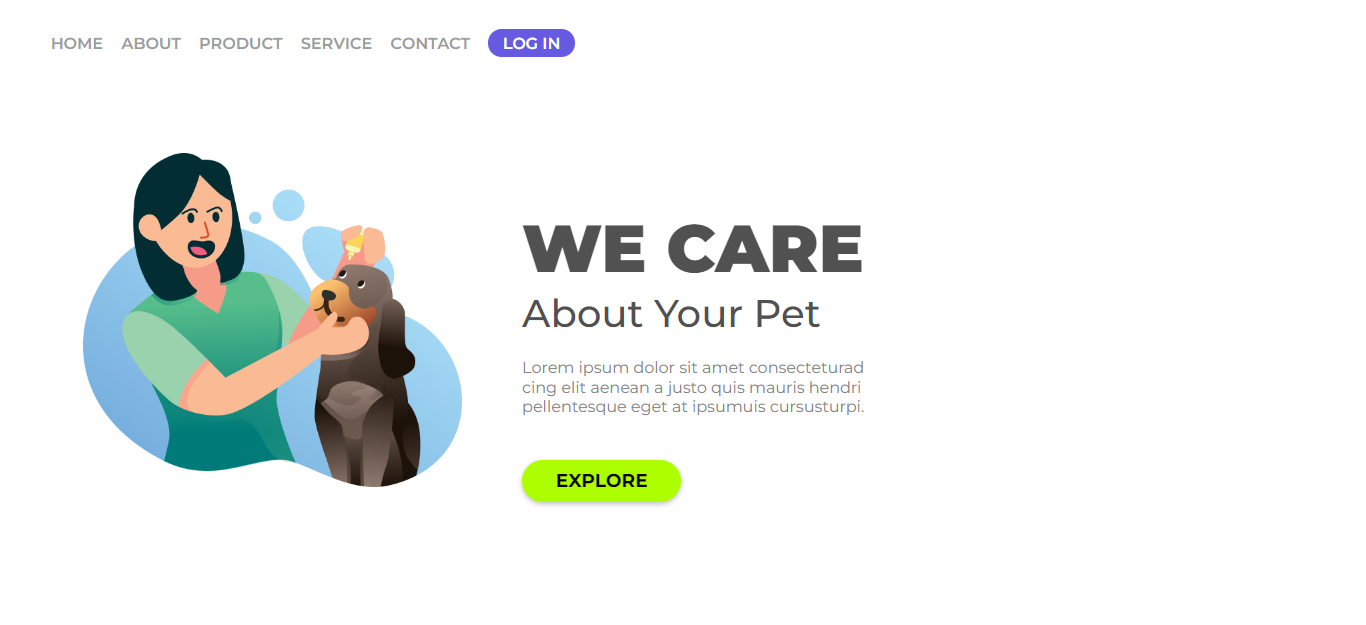 HOME ABOUT PRODUCT SERVICE CONTACT LOG IN
WE CARE
About Your Pet
Lorem ipsum dolor sit amet consecteturad
cing elit aenean a justo quis mauris hendri
pellentesque eget at ipsumuis cursusturpi.
EXPLORE